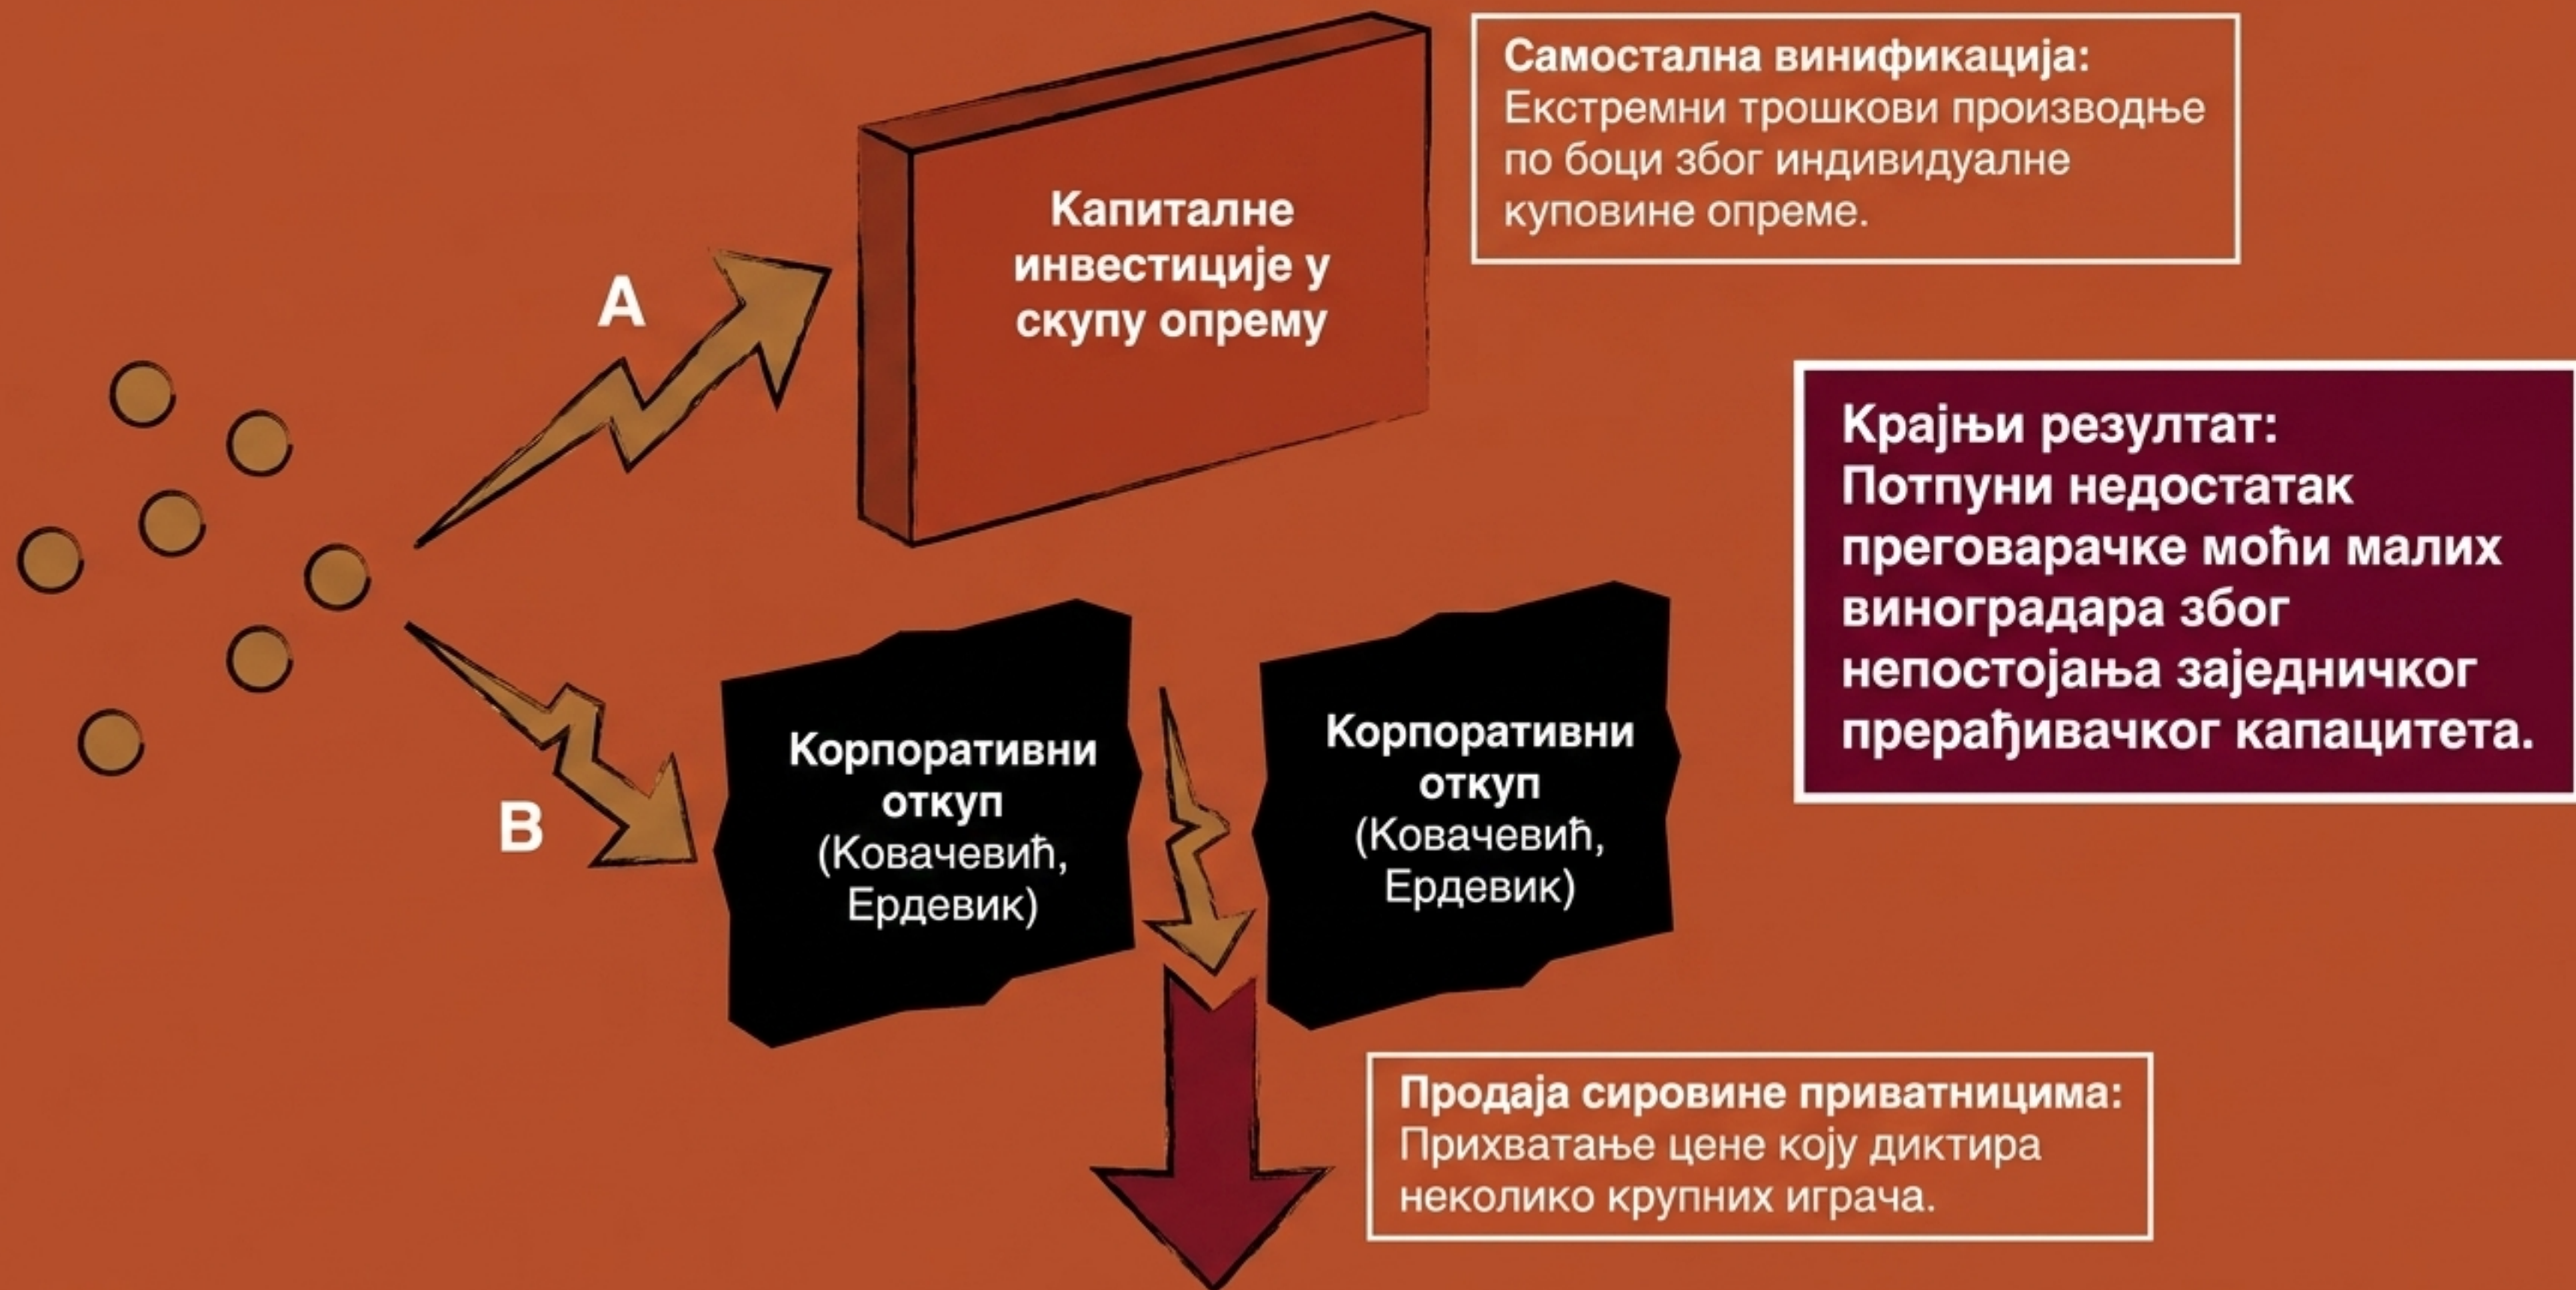 Самостална винификација:
Екстремни трошкови производње
по боци због индивидуалне
куповине опреме.
Капиталне
инвестиције у
скупу опрему
A
Крајњи резултат:
Потпуни недостатак
преговарачке моћи малих
виноградара због
непостојања заједничког
прерађивачког капацитета.
B
Корпоративни
откуп
(Ковачевић,
Ердевик)
Корпоративни
откуп
(Ковачевић,
Ердевик)
Продаја сировине приватницима:
Прихватање цене коју диктира
неколико крупних играча.